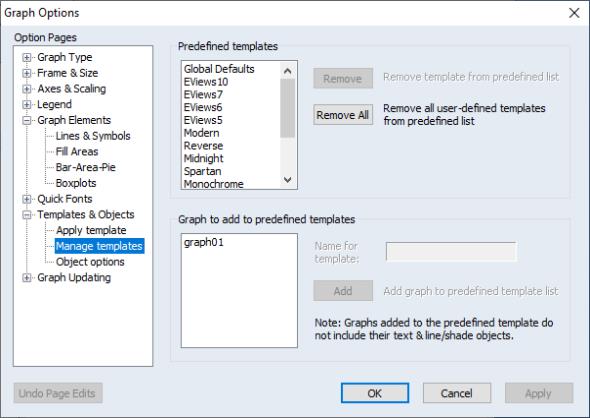 Graph Options
Option Pages
Graph Type
Frame & Size
Axes & Scaling
Legend
Graph Elements
Lines & Symbols
Fill Areas
Bar-Area-Pie
Boxplots
Quick Fonts
Templates & Objects
Apply template
Manage templates
Object options
Graph Updating
Predefined templates
Global Defaults
EViews10
EViews7
EViews6
EViews5
Modern
Reverse
Midnight
Spartan
Monochrome
Remove
Remove template from predefined list
Remove All
Remove all user-defined templates
from predefined list
Graph to add to predefined templates
graph01
Name for
template:
Add
Add graph to predefined template list
Note: Graphs added to the predefined template do
not include their text & line/shade objects.
Undo Page Edits
OK
Cancel
Apply